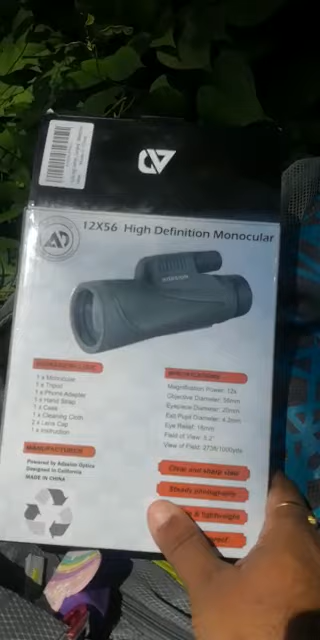 12X56 High Definition Monocular
1 x Monocular
1 x Tripod
1 x Phone Adapter
1 x Hand Strap
1 x Cleaning Cloth
2 x Lens Cap
1 x Instruction
MANUFACTURER
Powered by Adasion Optics
Designed in California
MADE IN CHINA
SPECIFICATIONS
Magnification Power: 12x
Objective Diameter: 56mm
Eyepiece Diameter: 20mm
Exit Pupil Diameter: 4.2mm
Eye Relief: 16mm
Field of View: 5.2°
View of Field: 273ft/1000yds
Clear and sharp view
Steady photography
& lightweight